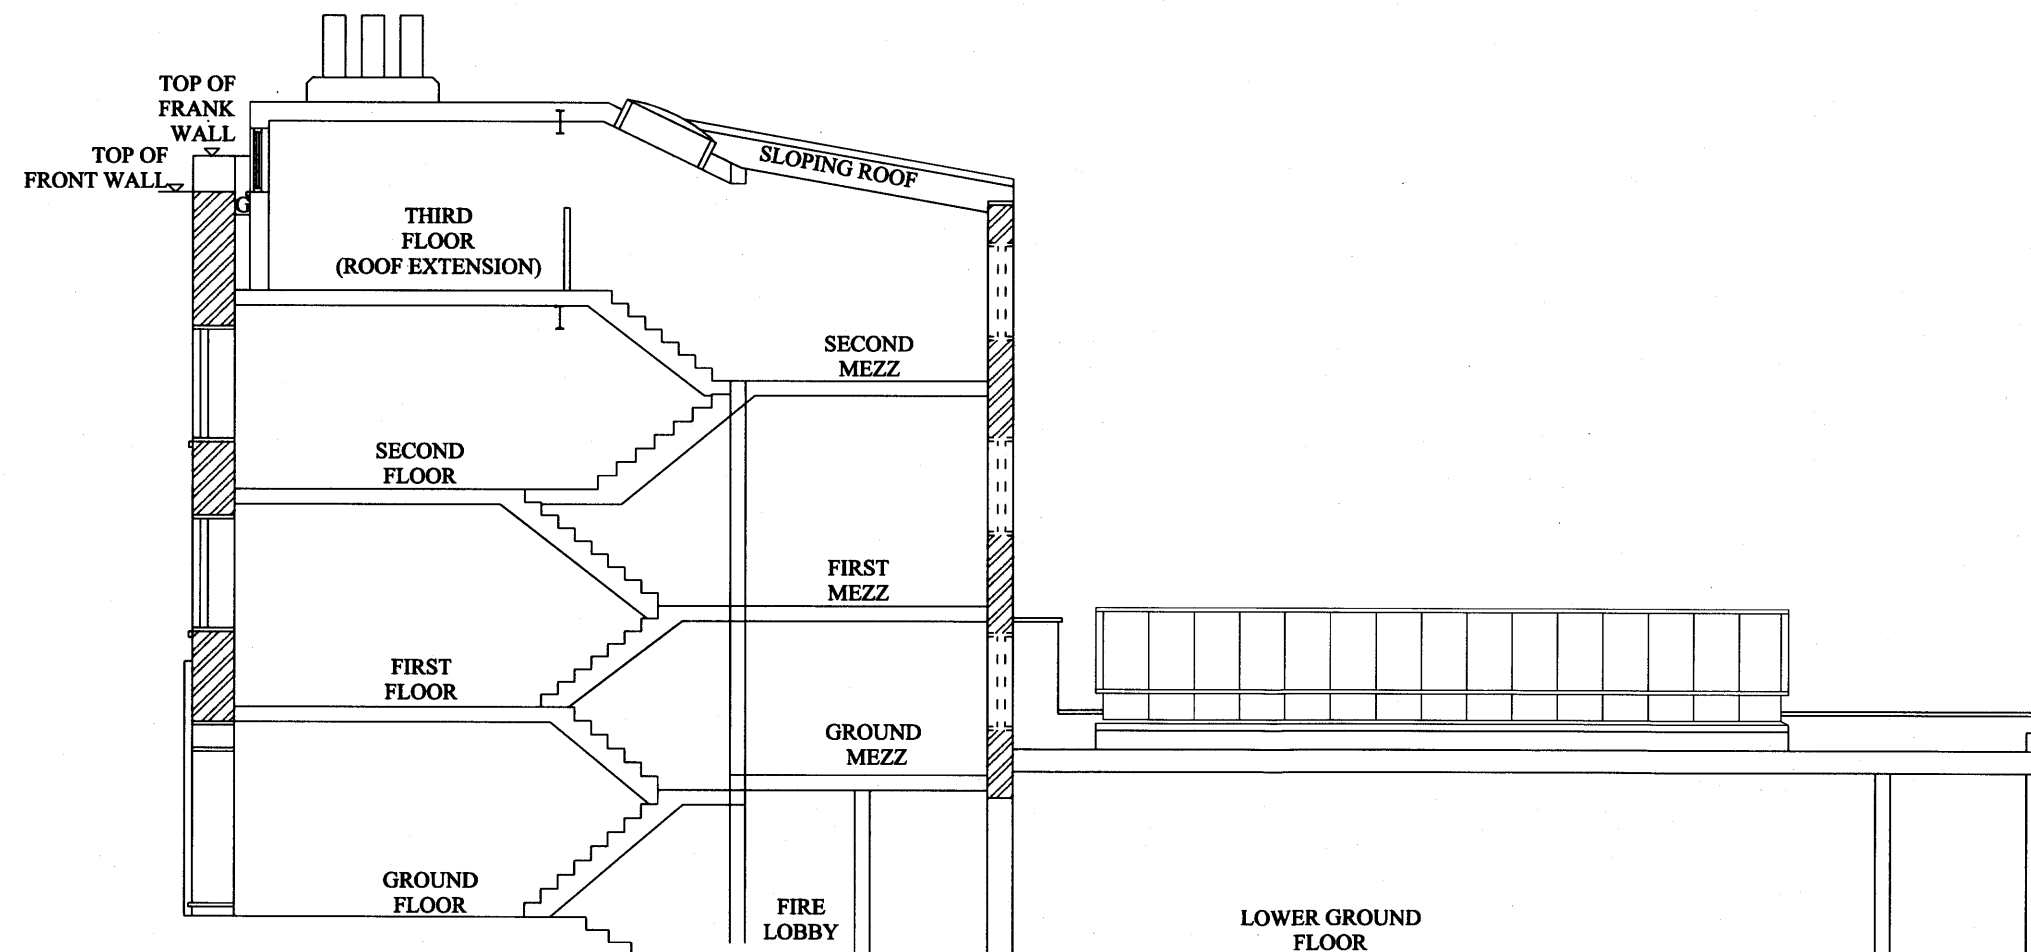 TOP OF
FRANK
WALL
TOP OF
FRONT WALL
G
SLOPING ROOF
THIRD
FLOOR
(ROOF EXTENSION)
SECOND
MEZZ
SECOND
FLOOR
FIRST
MEZZ
FIRST
FLOOR
GROUND
MEZZ
GROUND
FLOOR
FIRE
LOBBY
LOWER GROUND
FLOOR